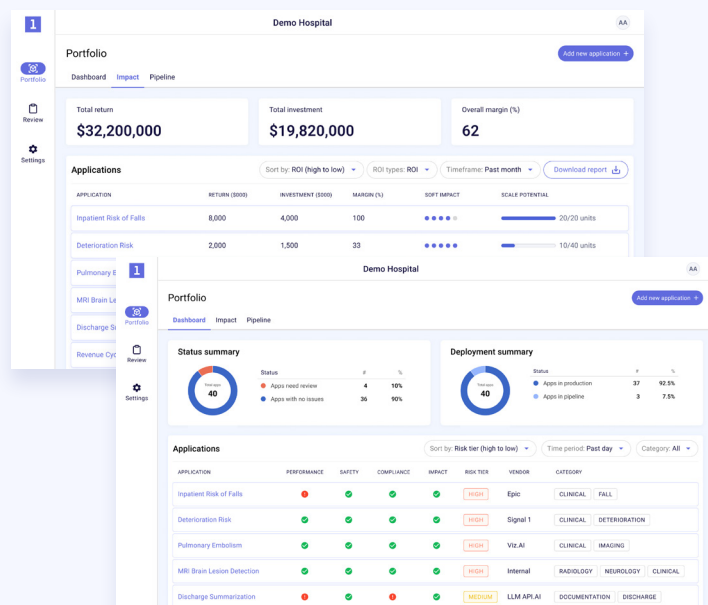 1
Demo Hospital
AA
Portfolio
Add new application +
Portfolio
Dashboard Impact Pipeline
Review
Settings
Total return
$32,200,000
Total investment
$19,820,000
Overall margin (%)
62
Applications
Sort by: ROI (high to low)
ROI types: ROI
Timeframe: Past month
Download report
APPLICATION RETURN ($000) INVESTMENT ($000) MARGIN (%) SOFT IMPACT SCALE POTENTIAL
Inpatient Risk of Falls 8,000 4,000 100 20/20 units
Deterioration Risk 2,000 1,500 33 10/40 units
Pulmonary E
MRI Brain Le
Discharge Su
Revenue Cyc
1
Demo Hospital
AA
Portfolio
Add new application +
Portfolio
Dashboard Impact Pipeline
Review
Settings
Status summary
Total apps
40
Status # %
Apps need review 4 10%
Apps with no issues 36 90%
Deployment summary
Total apps
40
Status # %
Apps in production 37 92.5%
Apps in pipeline 3 7.5%
Applications
Sort by: Risk tier (high to low)
Time period: Past day
Category: All
APPLICATION PERFORMANCE SAFETY COMPLIANCE IMPACT RISK TIER VENDOR CATEGORY
Inpatient Risk of Falls HIGH Epic CLINICAL FALL
Deterioration Risk HIGH Signal 1 CLINICAL DETERIORATION
Pulmonary Embolism HIGH Viz.AI CLINICAL IMAGING
MRI Brain Lesion Detection HIGH Internal RADIOLOGY NEUROLOGY CLINICAL
Discharge Summarization MEDIUM LLM API.AI DOCUMENTATION DISCHARGE